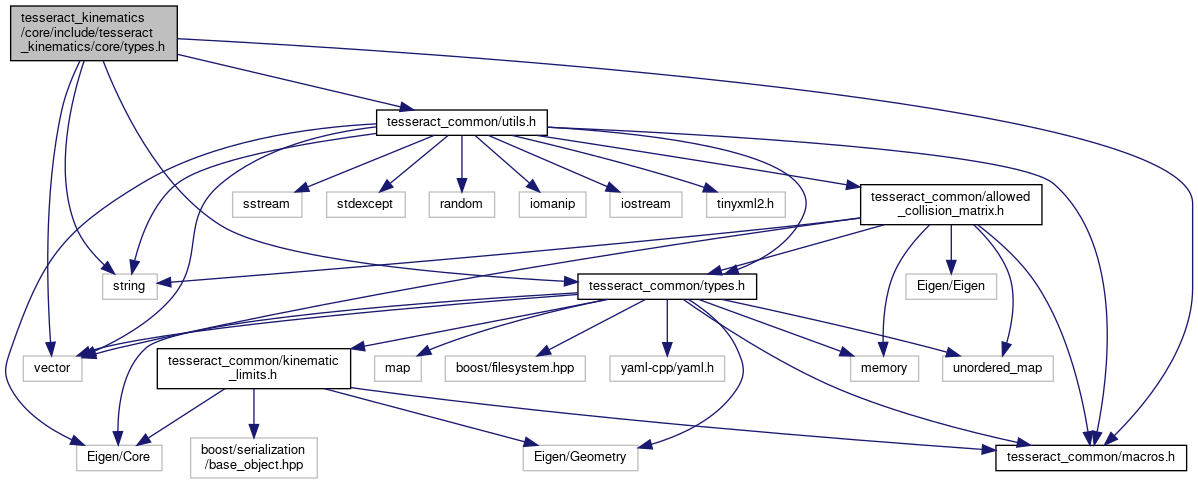 tesseract_kinematics
/core/include/tesseract
_kinematics/core/types.h
tesseract_common/utils.h
sstream
stdexcept
random
iomanip
iostream
tinyxml2.h
tesseract_common/allowed
_collision_matrix.h
string
tesseract_common/types.h
Eigen/Eigen
vector
tesseract_common/kinematic
_limits.h
map
boost/filesystem.hpp
yaml-cpp/yaml.h
memory
unordered_map
Eigen/Core
boost/serialization
/base_object.hpp
Eigen/Geometry
tesseract_common/macros.h